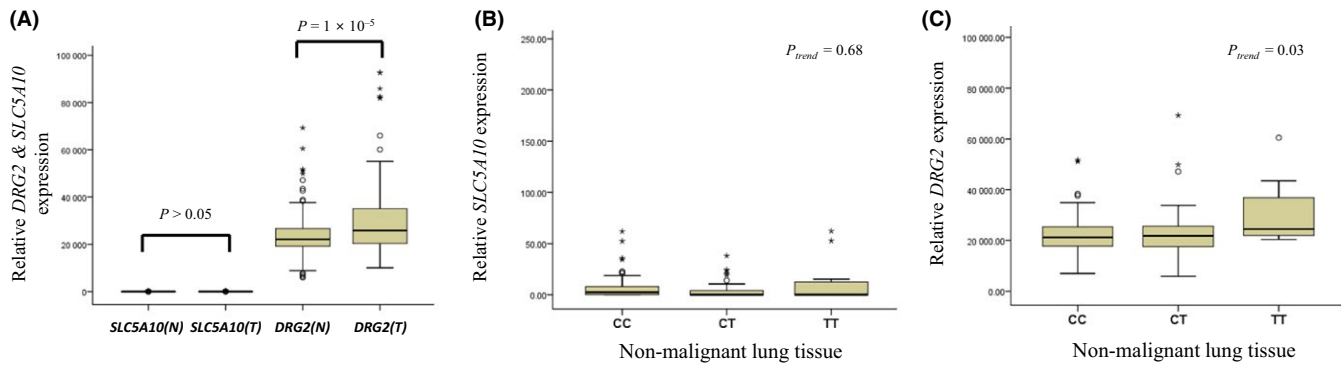 (A)
P = 1 × 10⁻⁵
P > 0.05
Relative DRG2 & SLC5A10
expression
100 000
80 000
60 000
40 000
20 000
0
SLC5A10(N) SLC5A10(T) DRG2(N) DRG2(T)
(B)
P_trend = 0.68
Relative SLC5A10 expression
250.00
200.00
150.00
100.00
50.00
0.00
CC CT TT
Non-malignant lung tissue
(C)
P_trend = 0.03
Relative DRG2 expression
100 000.00
80 000.00
60 000.00
40 000.00
20 000.00
00.00
CC CT TT
Non-malignant lung tissue